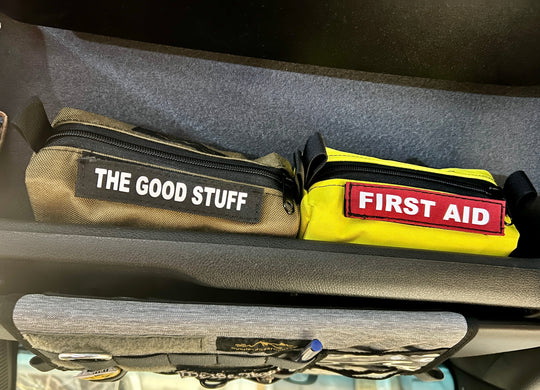 THE GOOD STUFF
FIRST AID